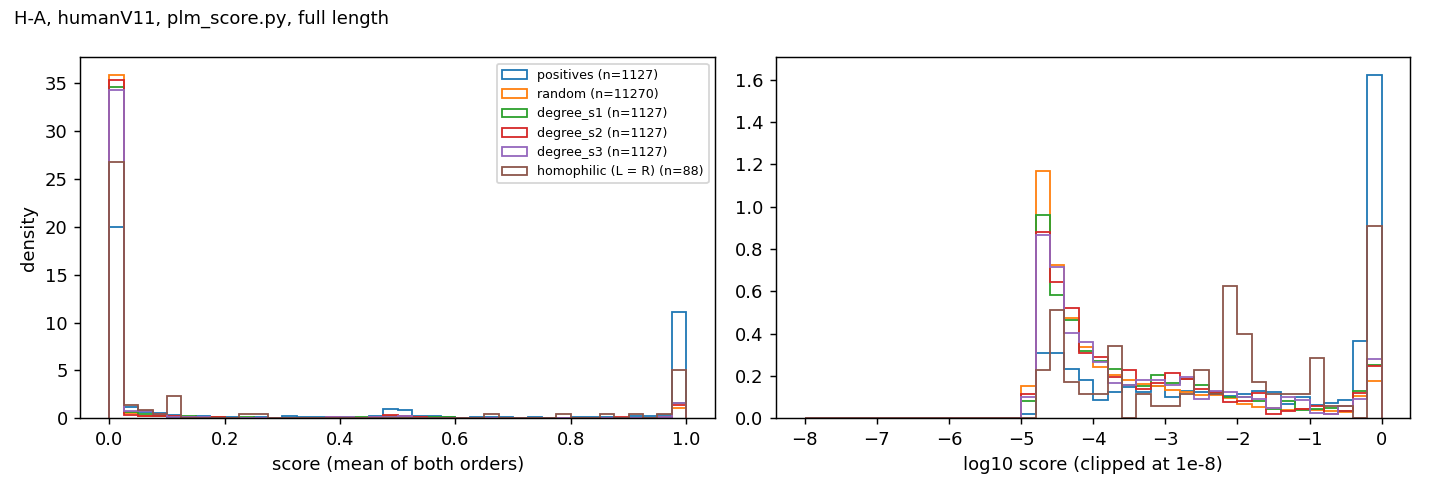 H-A, humanV11, plm_score.py, full length
density
35
30
25
20
15
10
5
0
0.0 0.2 0.4 0.6 0.8 1.0
score (mean of both orders)
positives (n=1127)
random (n=11270)
degree_s1 (n=1127)
degree_s2 (n=1127)
degree_s3 (n=1127)
homophilic (L = R) (n=88)
1.6
1.4
1.2
1.0
0.8
0.6
0.4
0.2
0.0
−8 −7 −6 −5 −4 −3 −2 −1 0
log10 score (clipped at 1e-8)